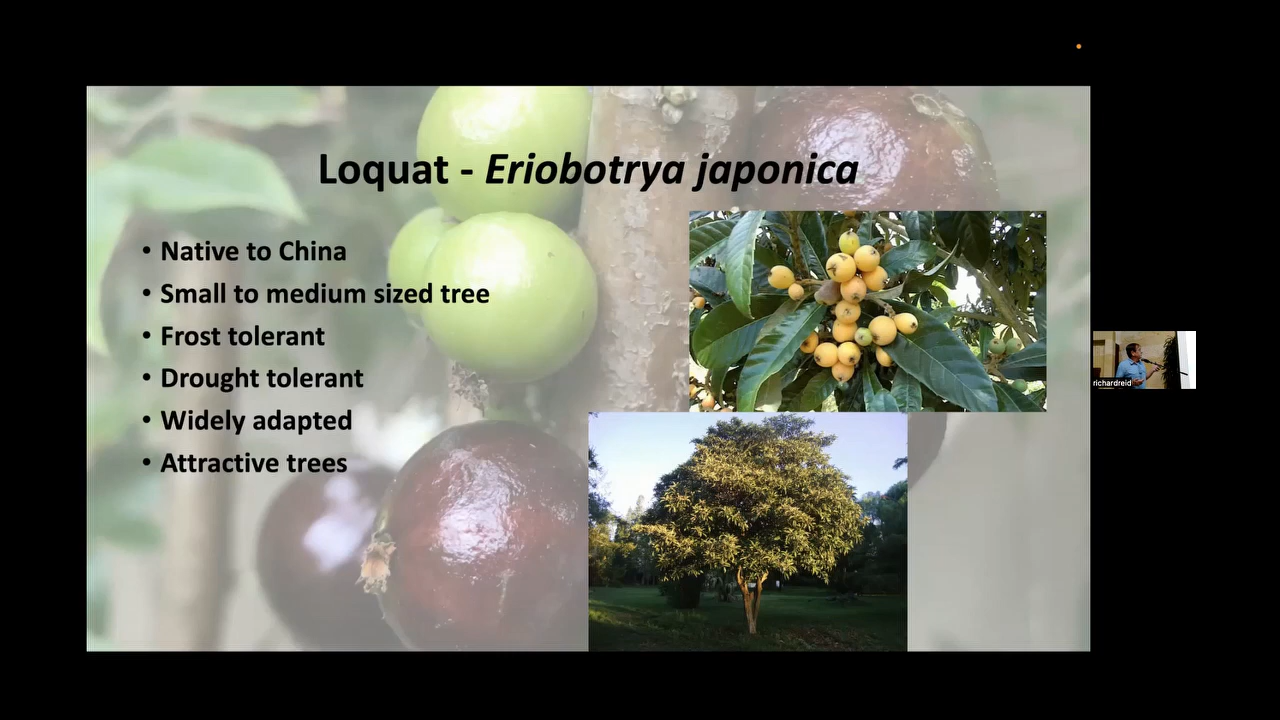 Loquat - Eriobotrya japonica
• Native to China
• Small to medium sized tree
• Frost tolerant
• Drought tolerant
• Widely adapted
• Attractive trees
richardreid